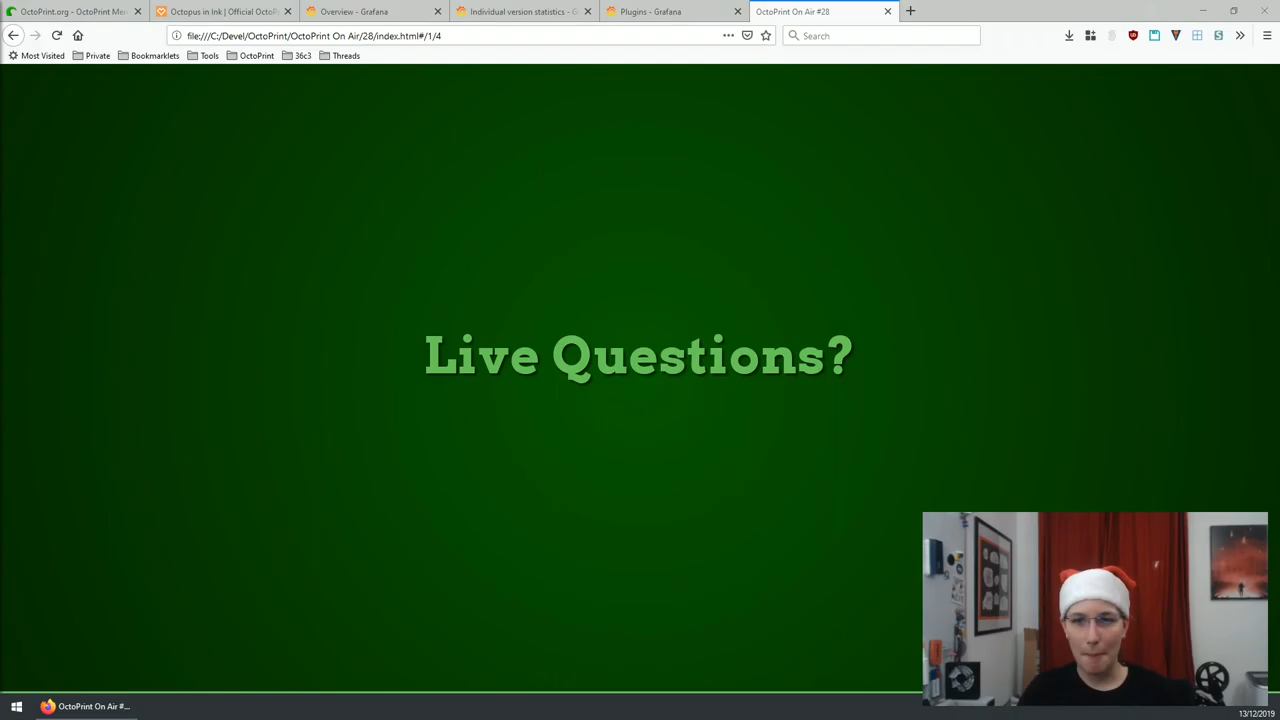 OctoPrint.org - OctoPrint Mer
Octopus in Ink | Official OctoP
Overview - Grafana
Individual version statistics - G
Plugins - Grafana
OctoPrint On Air #28
file:///C:/Devel/OctoPrint/OctoPrint On Air/28/index.html#/1/4
Search
Most Visited Private Bookmarklets Tools OctoPrint 36c3 Threads
Live Questions?
OctoPrint On Air #...
13/12/2019